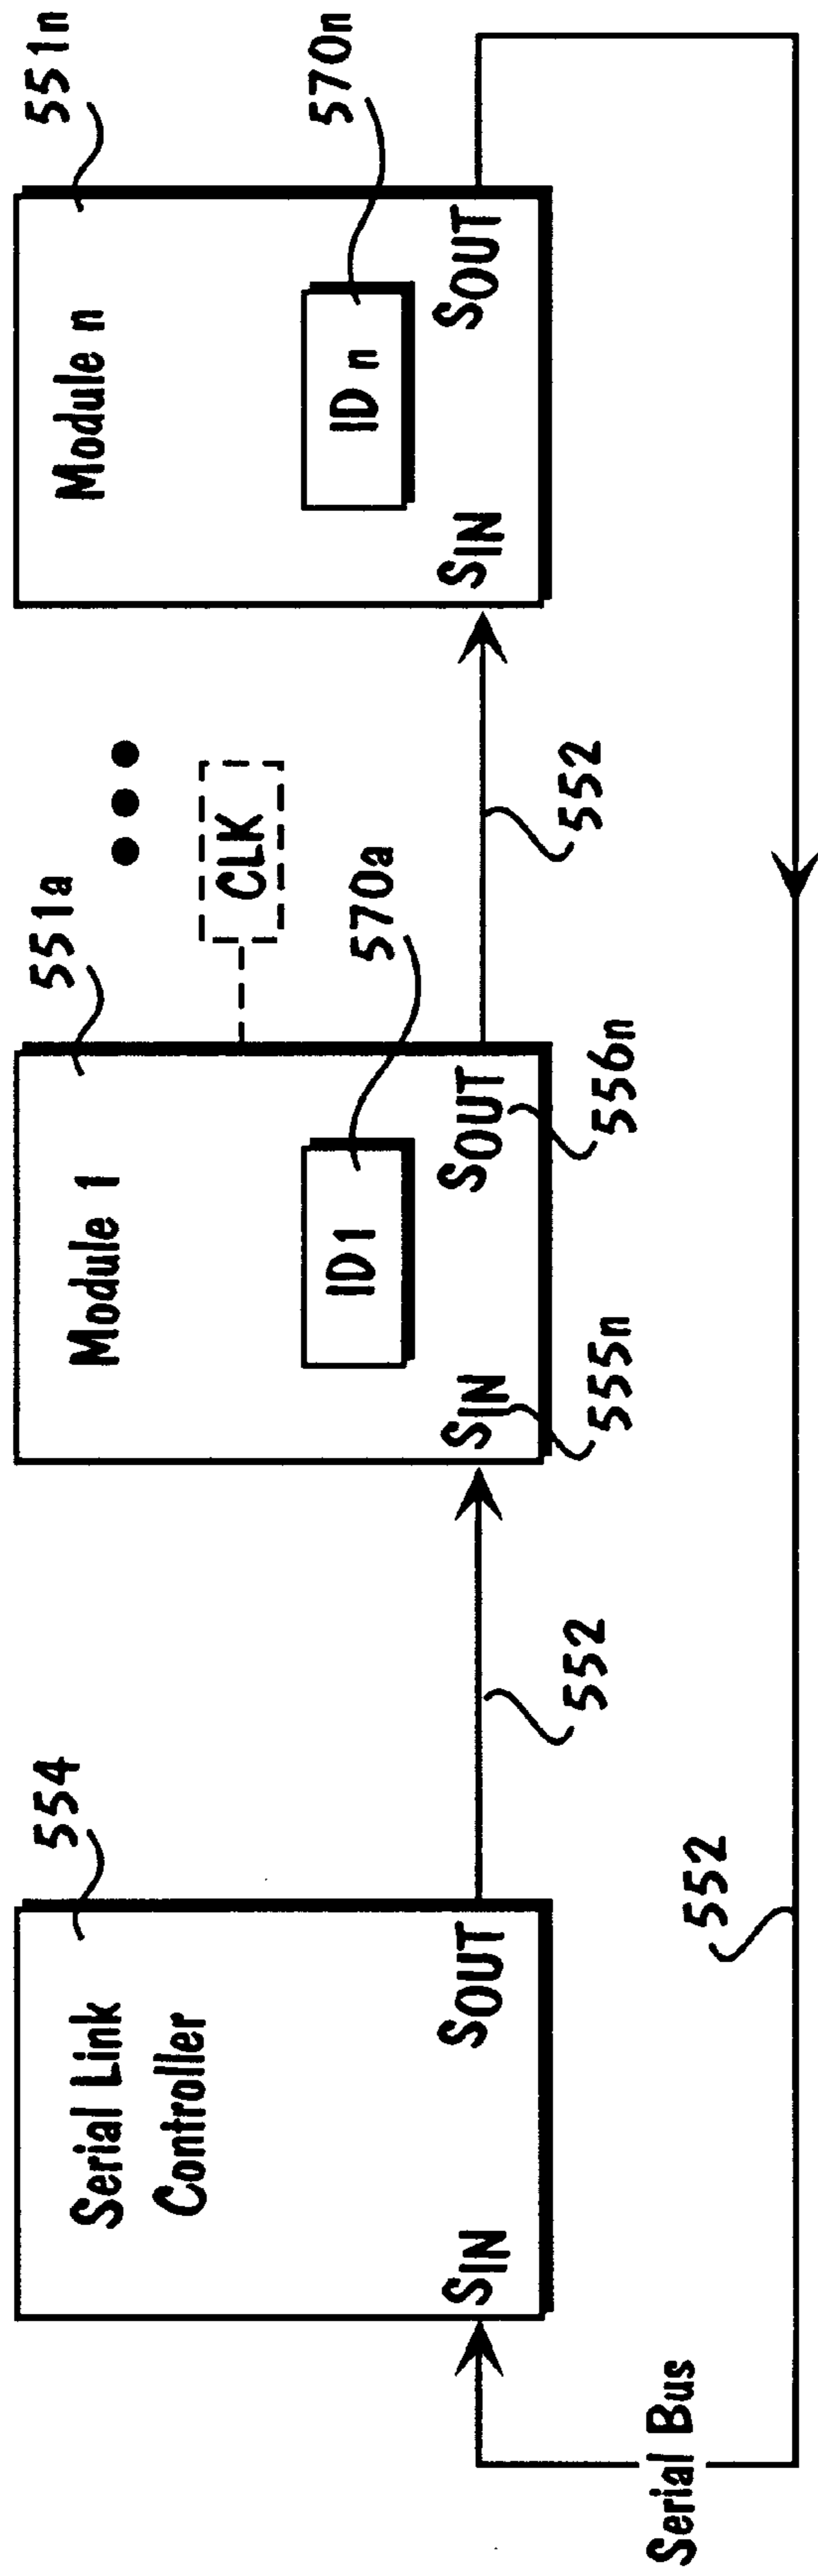 554
Serial Link
Controller
SIN
SOUT
552
551a
Module 1
ID1
570a
SIN
SOUT
555n
556n
CLK
552
551n
Module n
ID n
570n
SIN
SOUT
552
Serial Bus